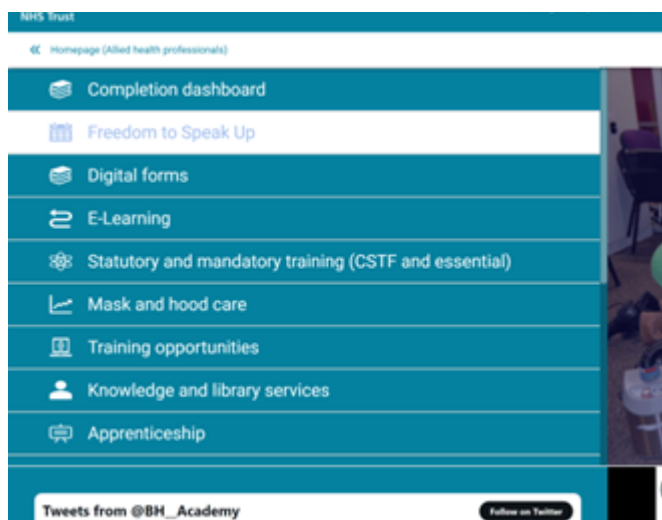 NHS Trust
Homepage (Allied health professionals)
Completion dashboard
Freedom to Speak Up
Digital forms
E-Learning
Statutory and mandatory training (CSTF and essential)
Mask and hood care
Training opportunities
Knowledge and library services
Apprenticeship
Tweets from @BH__Academy
Follow on Twitter